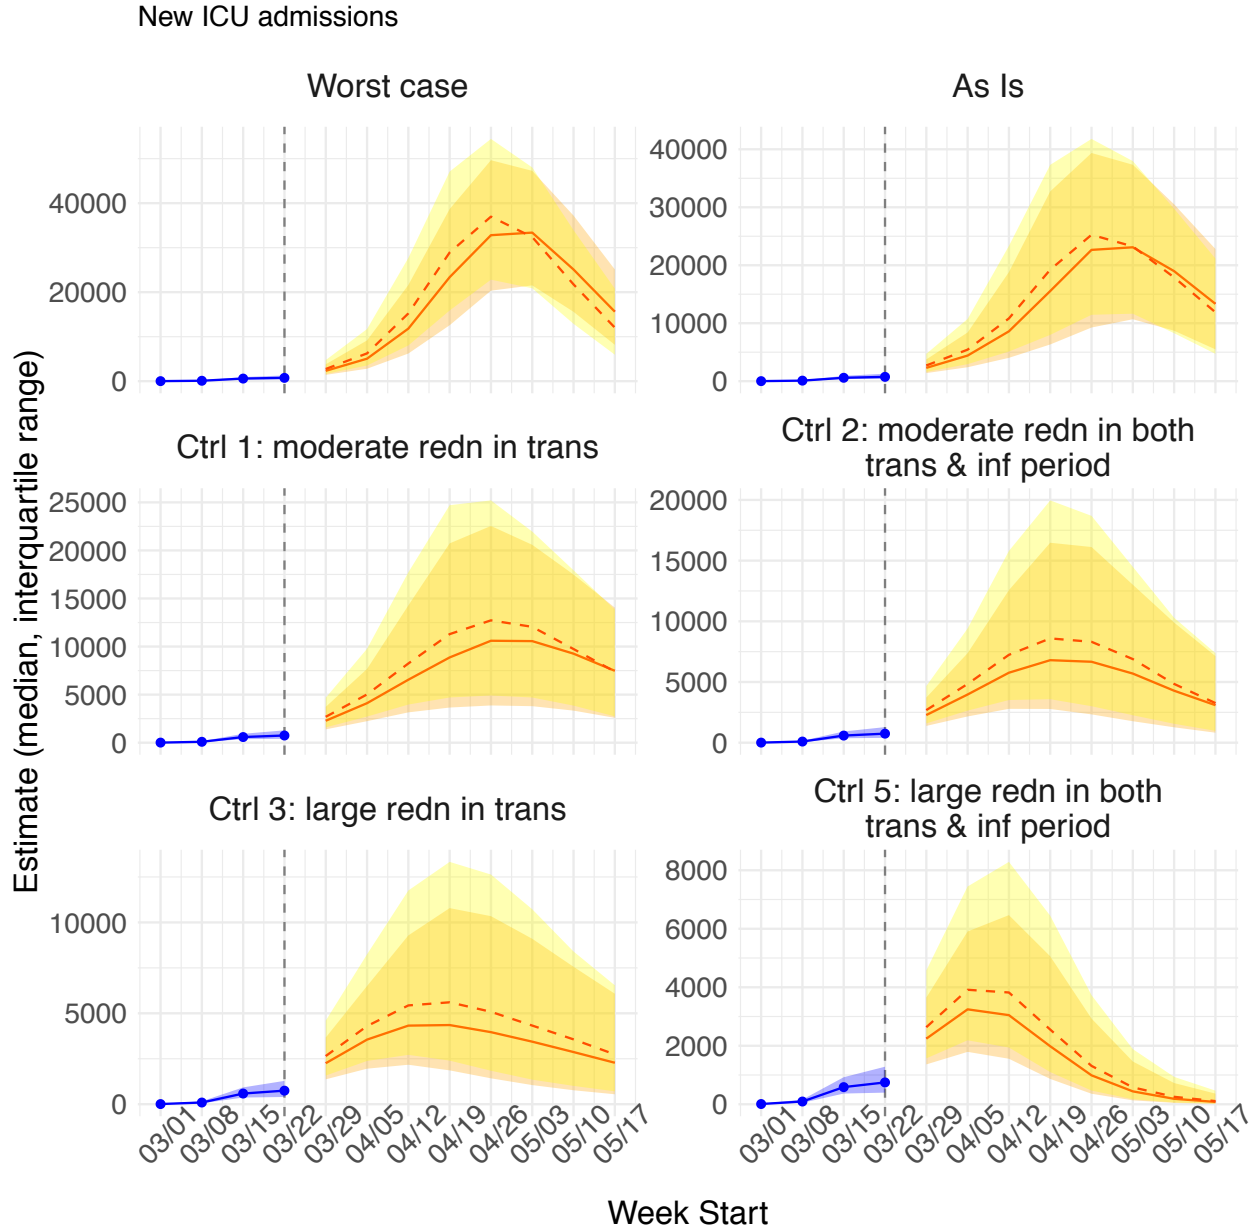 New ICU admissions
Worst case
As Is
40000
20000
0
40000
30000
20000
10000
0
Estimate (median, interquartile range)
Ctrl 1: moderate redn in trans
Ctrl 2: moderate redn in both
trans & inf period
25000
20000
15000
10000
5000
0
20000
15000
10000
5000
0
Ctrl 3: large redn in trans
Ctrl 5: large redn in both
trans & inf period
10000
5000
0
8000
6000
4000
2000
0
03/01 03/08 03/15 03/22 03/29 04/05 04/12 04/19 04/26 05/03 05/10 05/17
03/01 03/08 03/15 03/22 03/29 04/05 04/12 04/19 04/26 05/03 05/10 05/17
Week Start